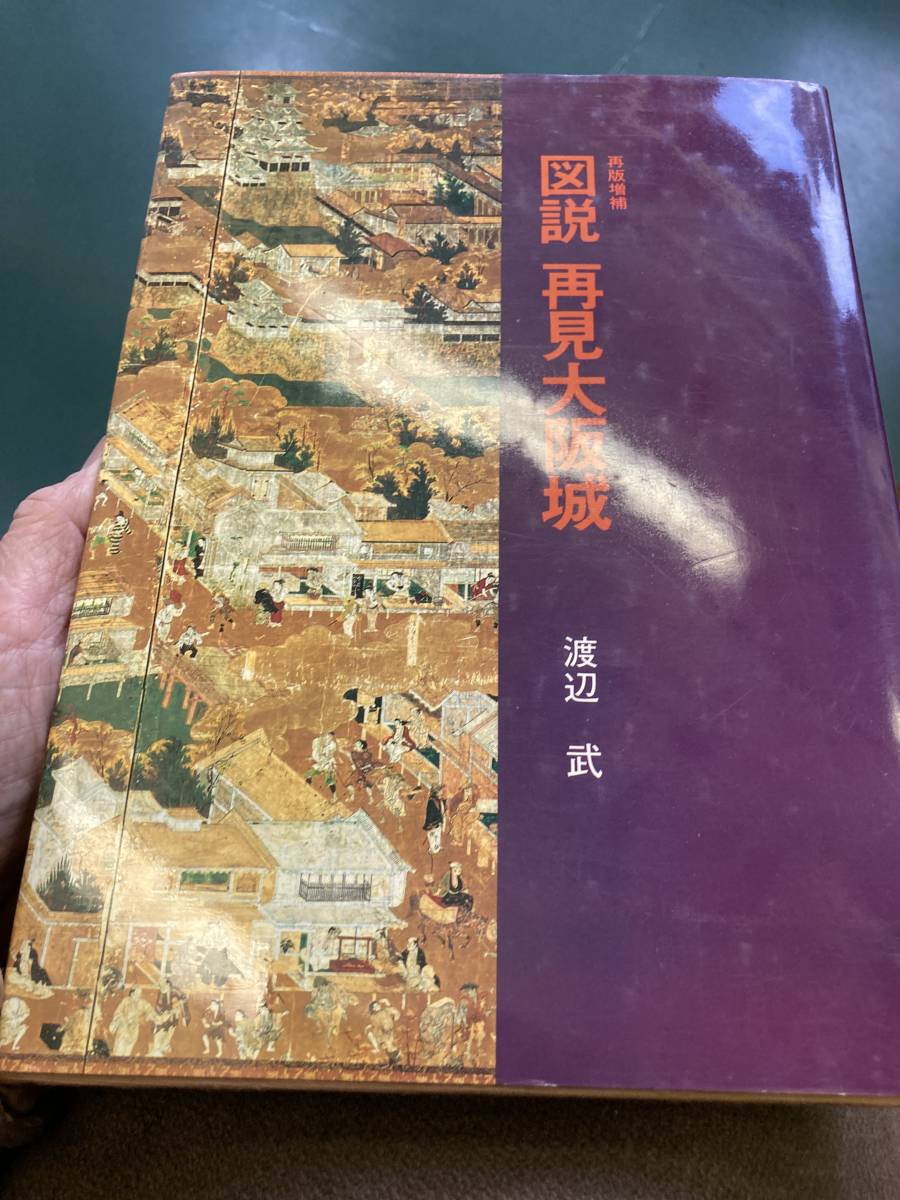 再版増補
図説 再見大阪城
渡辺 武